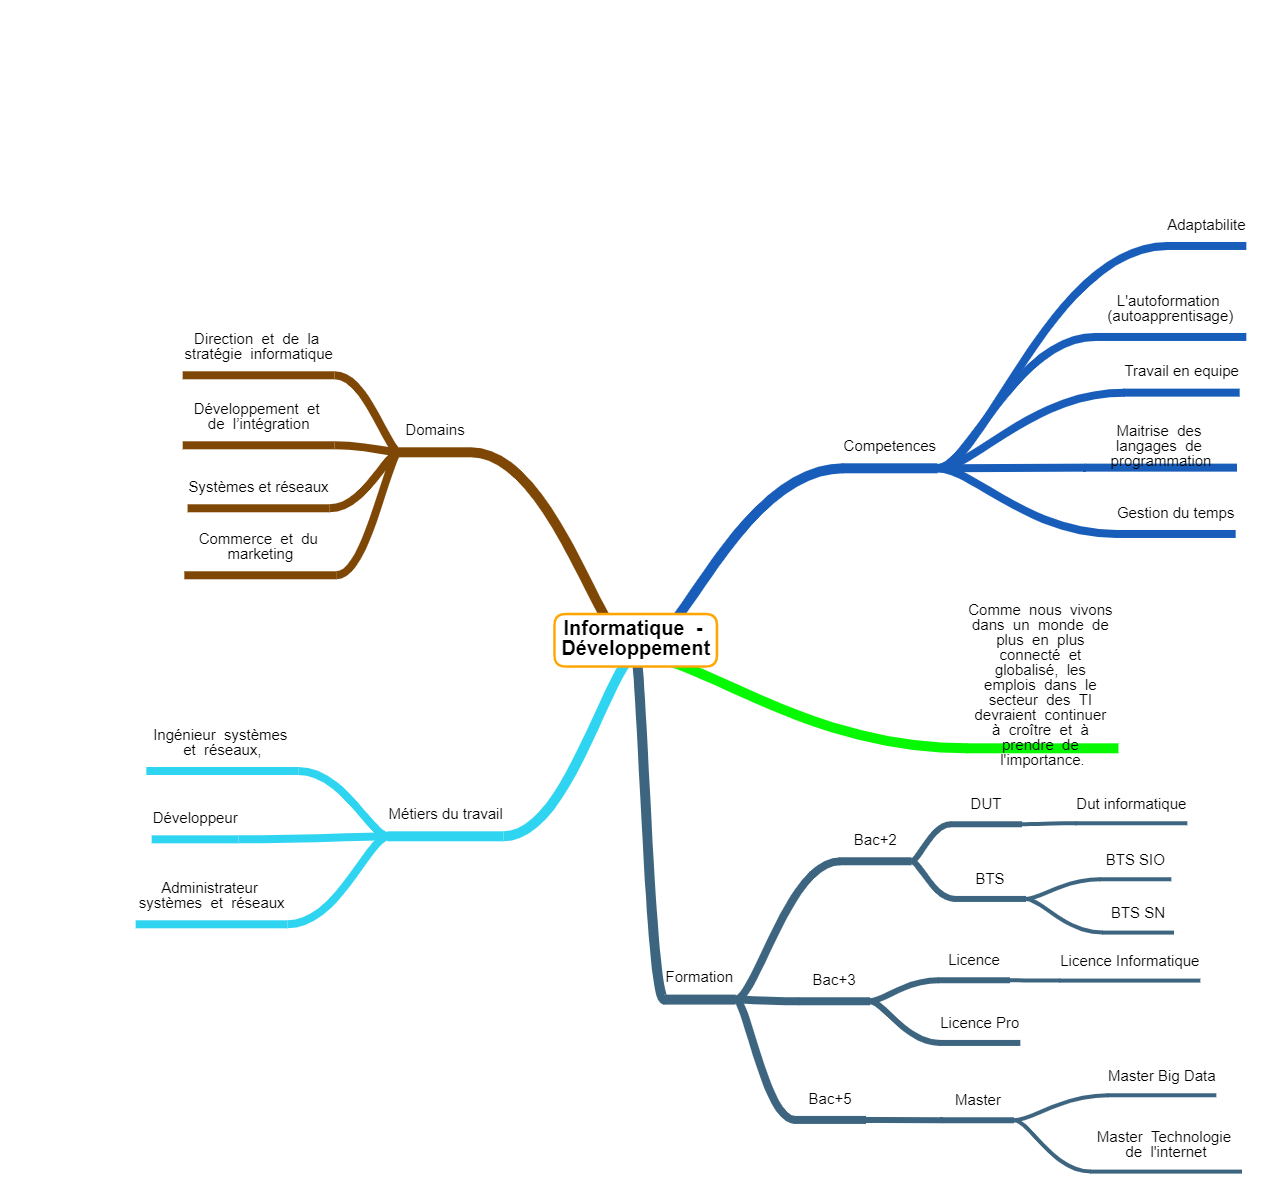 Informatique -
Développement
Domains
Direction et de la
stratégie informatique
Développement et
de l'intégration
Systèmes et réseaux
Commerce et du
marketing
Competences
Adaptabilite
L'autoformation
(autoapprentisage)
Travail en equipe
Maitrise des
langages de
programmation
Gestion du temps
Comme nous vivons
dans un monde de
plus en plus
connecté et
globalisé, les
emplois dans le
secteur des TI
devraient continuer
à croître et à
prendre de
l'importance.
Métiers du travail
Ingénieur systèmes
et réseaux,
Développeur
Administrateur
systèmes et réseaux
Formation
Bac+2
DUT
Dut informatique
BTS
BTS SIO
BTS SN
Bac+3
Licence
Licence Informatique
Licence Pro
Bac+5
Master
Master Big Data
Master Technologie
de l'internet